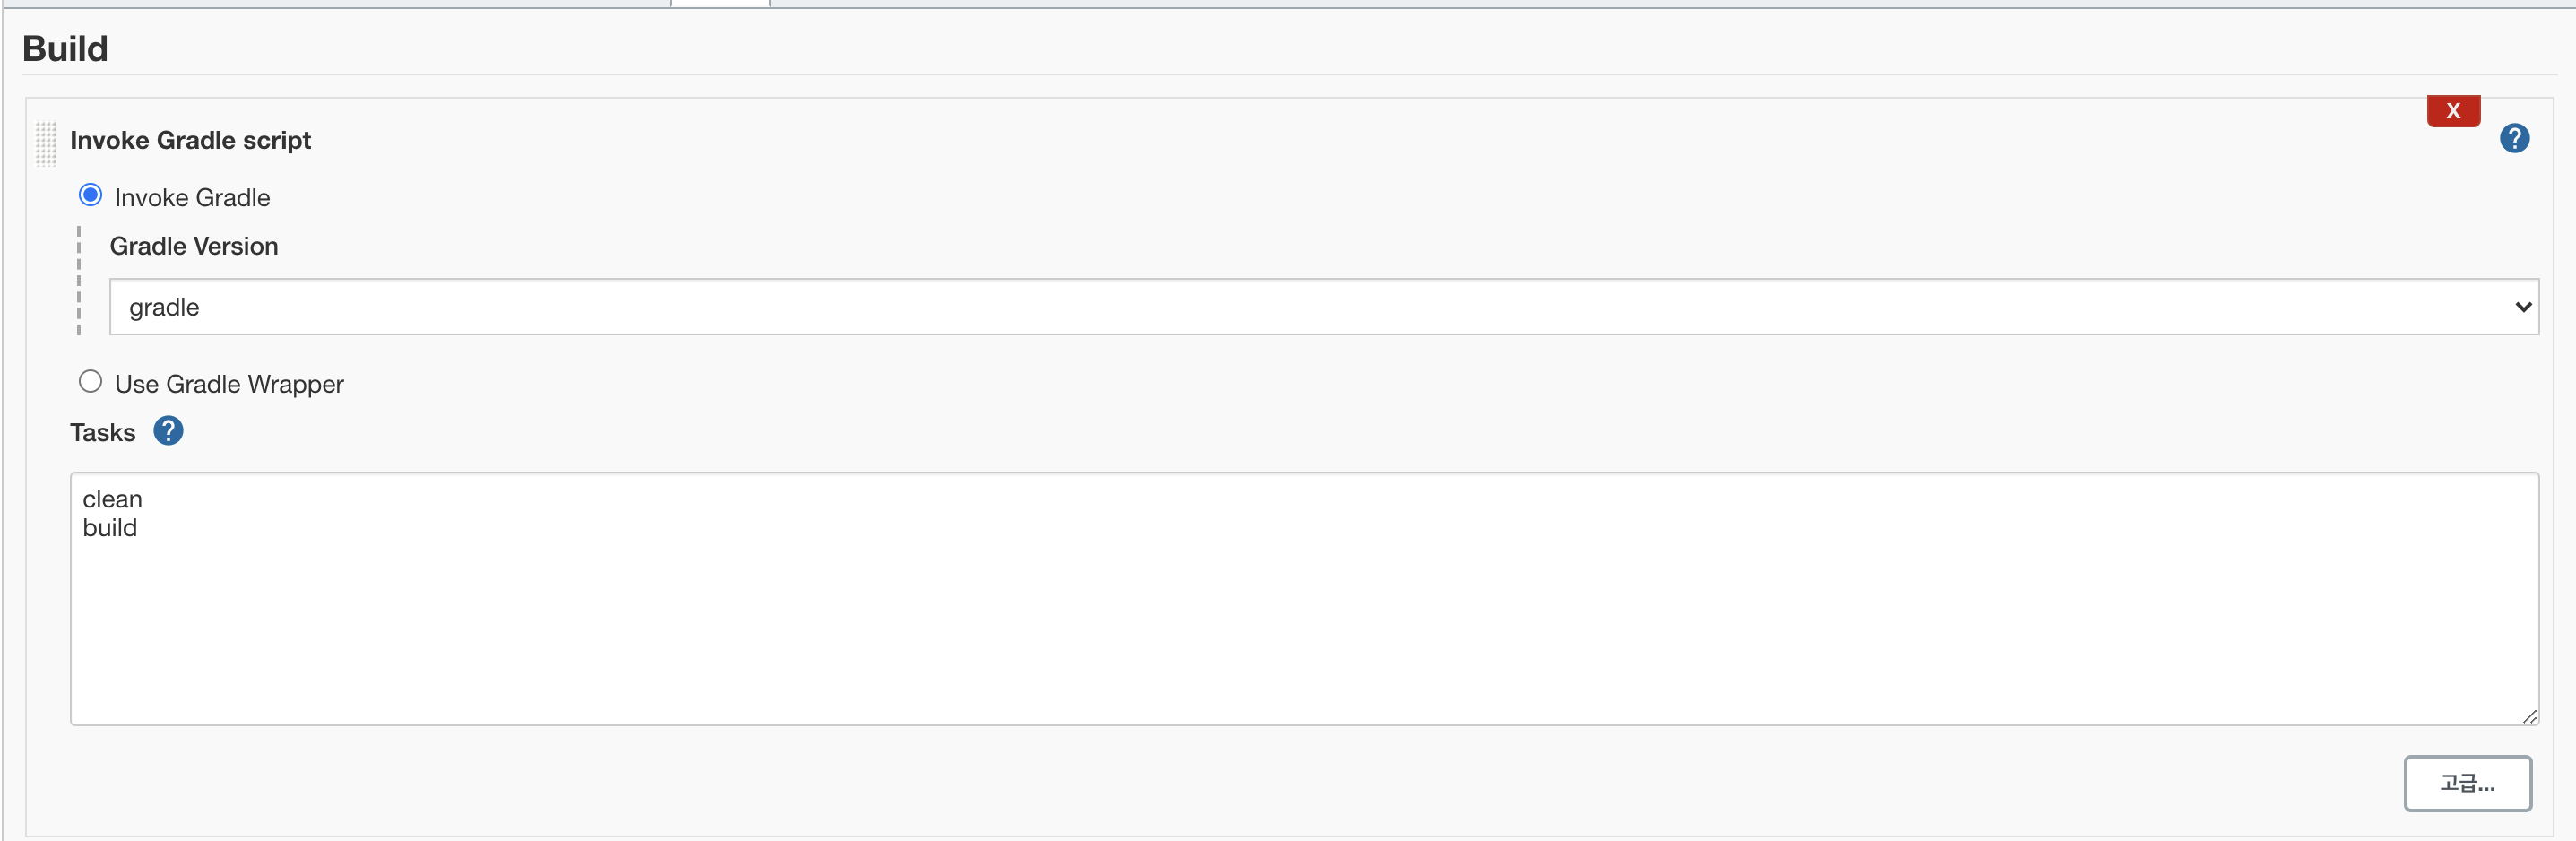 Build
X
Invoke Gradle script
?
Invoke Gradle
Gradle Version
gradle
Use Gradle Wrapper
Tasks ?
clean
build
고급...